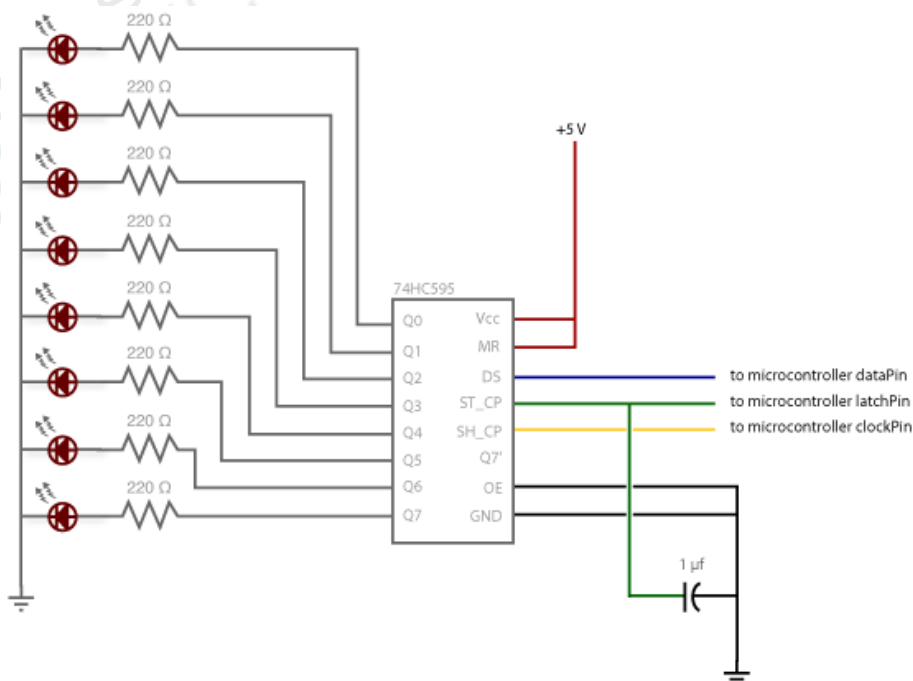 220 Ω
220 Ω
220 Ω
220 Ω
220 Ω
220 Ω
220 Ω
220 Ω
+5 V
74HC595
Q0
Q1
Q2
Q3
Q4
Q5
Q6
Q7
Vcc
MR
DS
ST_CP
SH_CP
Q7'
OE
GND
to microcontroller dataPin
to microcontroller latchPin
to microcontroller clockPin
1 µf